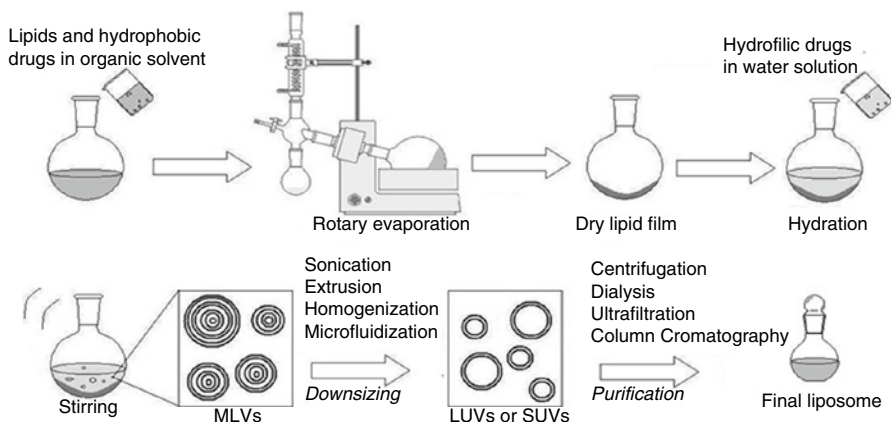 Lipids and hydrophobic
drugs in organic solvent
Hydrofilic drugs
in water solution
Rotary evaporation
Dry lipid film
Hydration
Sonication
Extrusion
Homogenization
Microfluidization
Centrifugation
Dialysis
Ultrafiltration
Column Cromatography
Stirring
MLVs
Downsizing
LUVs or SUVs
Purification
Final liposome